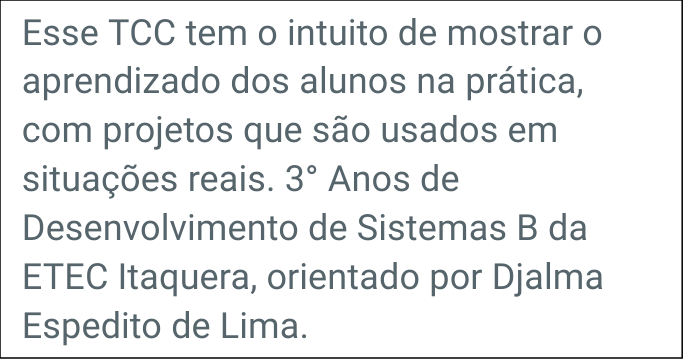 Esse TCC tem o intuito de mostrar o
aprendizado dos alunos na prática,
com projetos que são usados em
situações reais. 3° Anos de
Desenvolvimento de Sistemas B da
ETEC Itaquera, orientado por Djalma
Espedito de Lima.